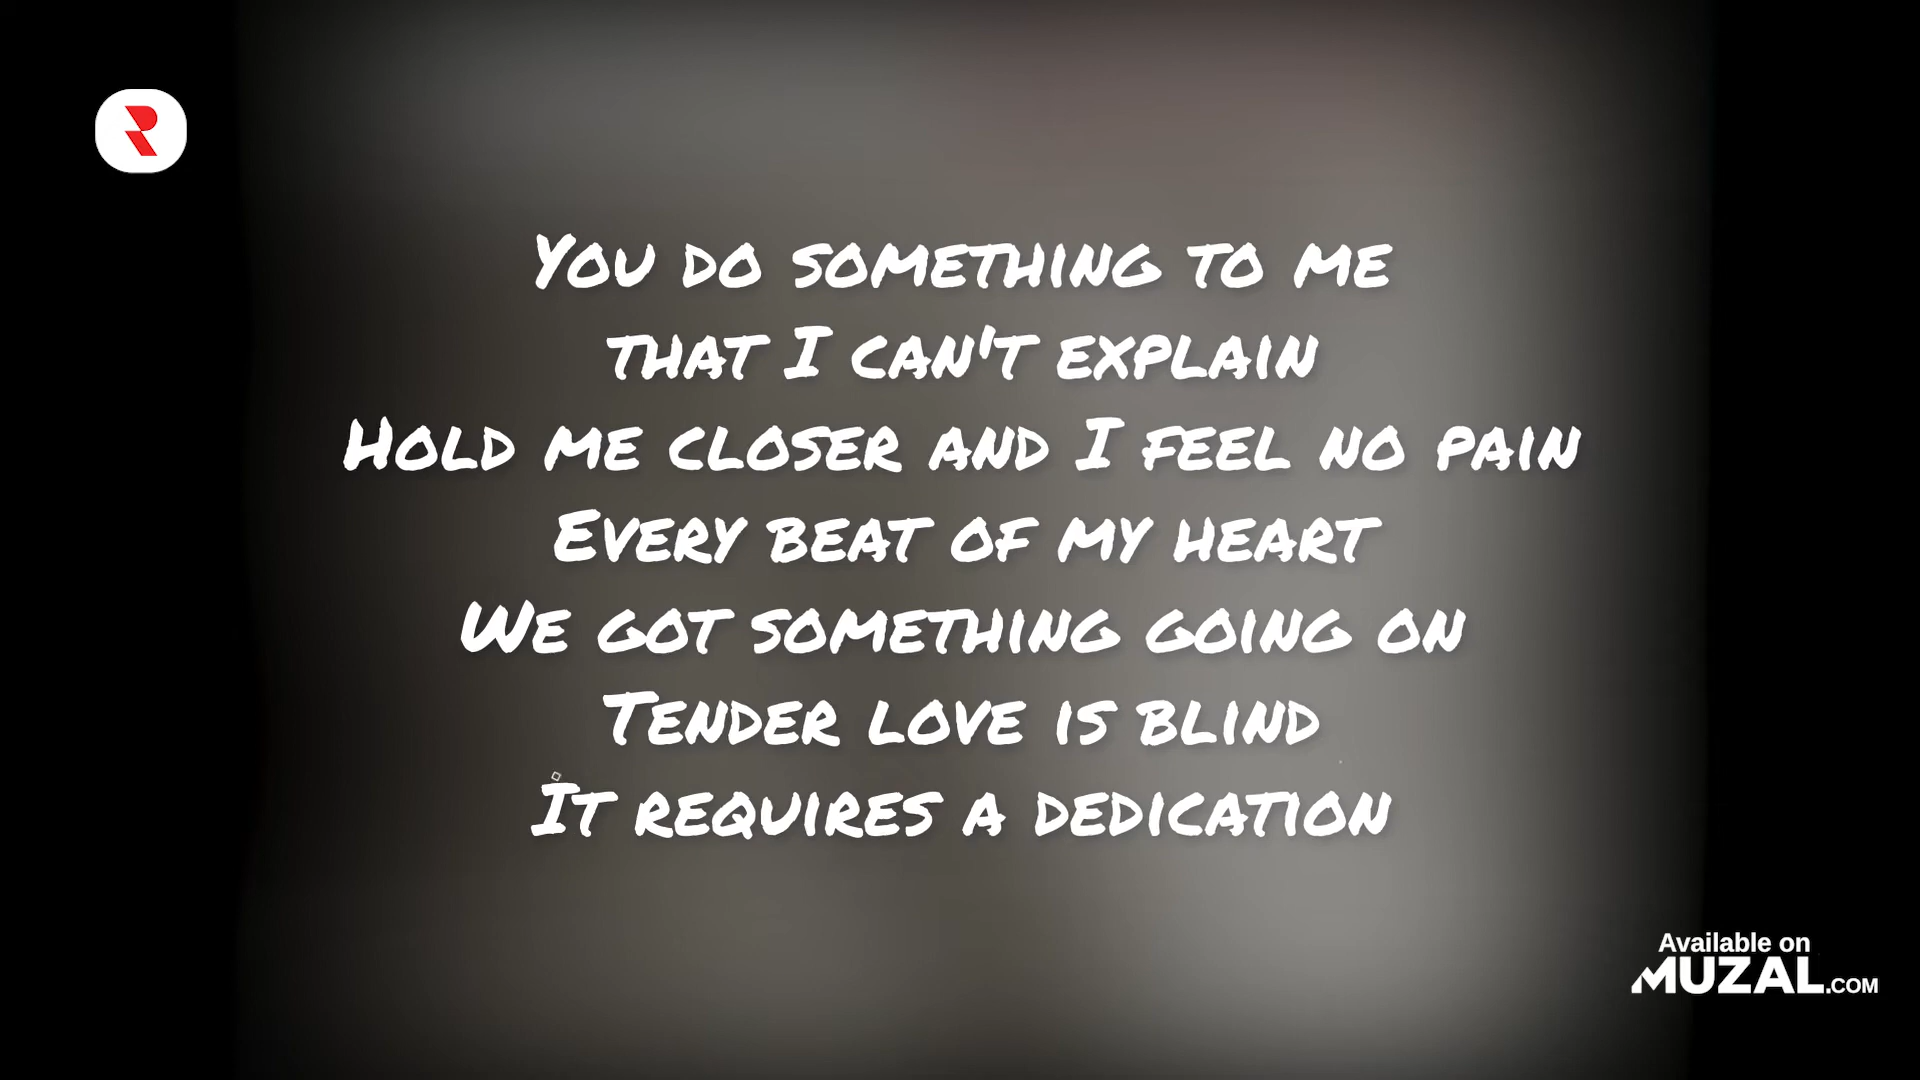 You do something to me
that I can't explain
Hold me closer and I feel no pain
Every beat of my heart
We got something going on
Tender love is blind
It requires a dedication
Available on
MUZAL.COM